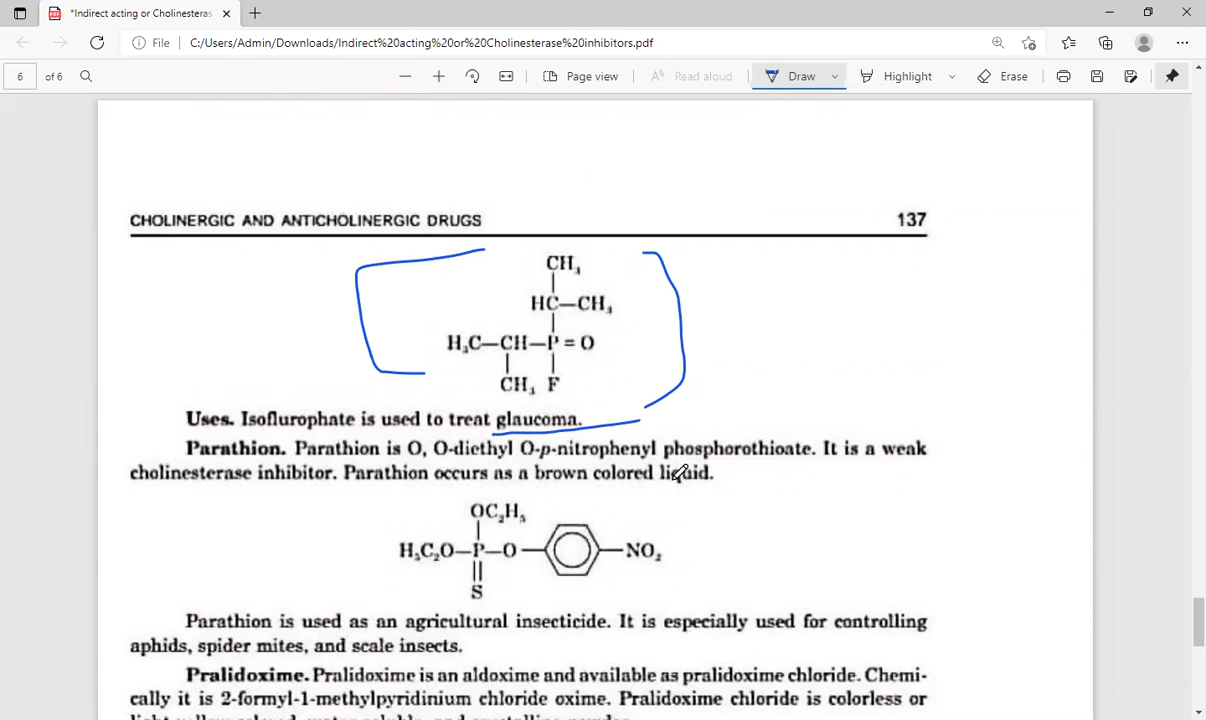 *Indirect acting or Cholinesteras
File C:/Users/Admin/Downloads/Indirect%20acting%20or%20Cholinesterase%20inhibitors.pdf
6 of 6 Page view Read aloud Draw Highlight Erase
CHOLINERGIC AND ANTICHOLINERGIC DRUGS 137
CH₃
HC—CH₃
H₃C—CH—P=O
CH₃ F
Uses. Isoflurophate is used to treat glaucoma.
Parathion. Parathion is O, O-diethyl O-p-nitrophenyl phosphorothioate. It is a weak
cholinesterase inhibitor. Parathion occurs as a brown colored liquid.
OC₂H₅
H₅C₂O—P—O— —NO₂
S
Parathion is used as an agricultural insecticide. It is especially used for controlling
aphids, spider mites, and scale insects.
Pralidoxime. Pralidoxime is an aldoxime and available as pralidoxime chloride. Chemi-
cally it is 2-formyl-1-methylpyridinium chloride oxime. Pralidoxime chloride is colorless or